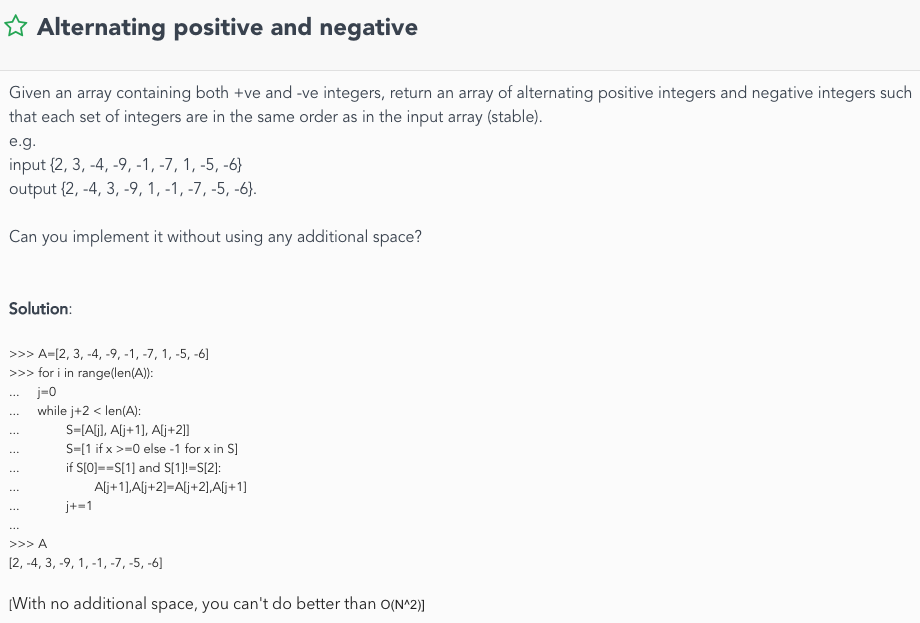 Alternating positive and negative
Given an array containing both +ve and -ve integers, return an array of alternating positive integers and negative integers such
that each set of integers are in the same order as in the input array (stable).
e.g.
input {2, 3, -4, -9, -1, -7, 1, -5, -6}
output {2, -4, 3, -9, 1, -1, -7, -5, -6}.
Can you implement it without using any additional space?
Solution:
>>> A=[2, 3, -4, -9, -1, -7, 1, -5, -6]
>>> for i in range(len(A)):
...     j=0
...     while j+2 < len(A):
...             S=[A[j], A[j+1], A[j+2]]
...             S=[1 if x >=0 else -1 for x in S]
...             if S[0]==S[1] and S[1]!=S[2]:
...                     A[j+1],A[j+2]=A[j+2],A[j+1]
...             j+=1
...
>>> A
[2, -4, 3, -9, 1, -1, -7, -5, -6]
[With no additional space, you can't do better than O(N^2)]